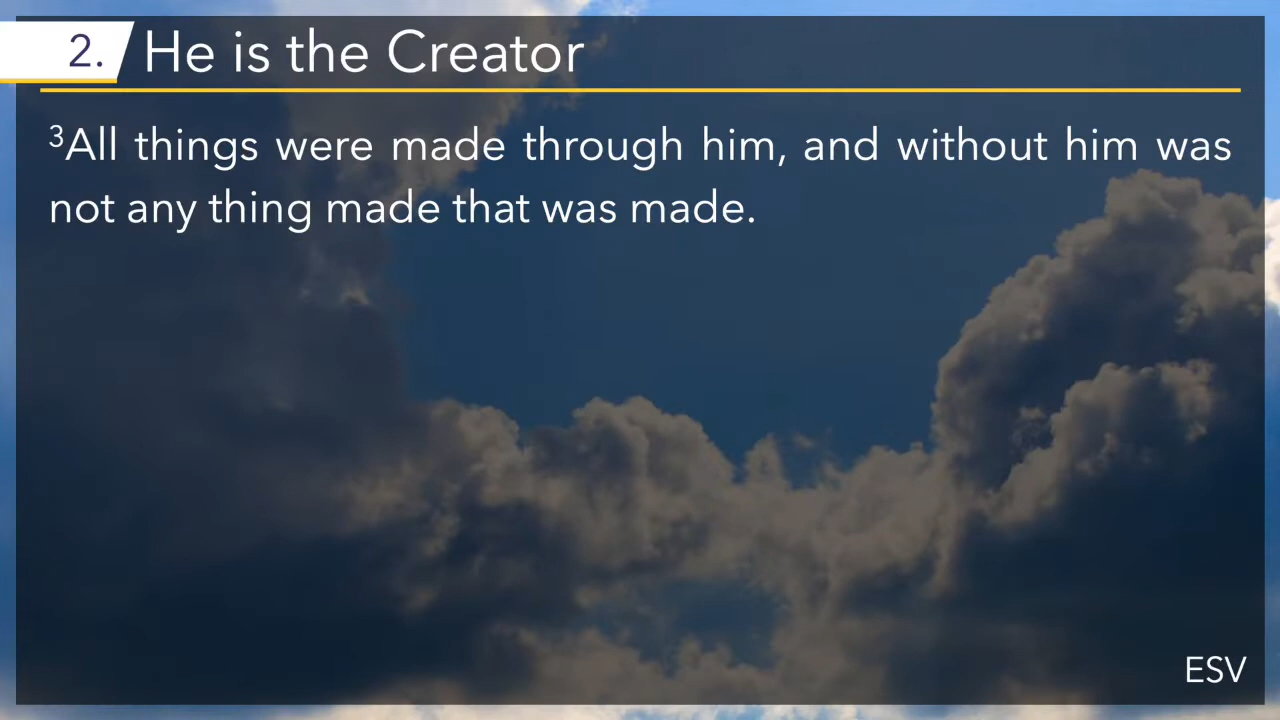 2. He is the Creator
³All things were made through him, and without him was
not any thing made that was made.
ESV